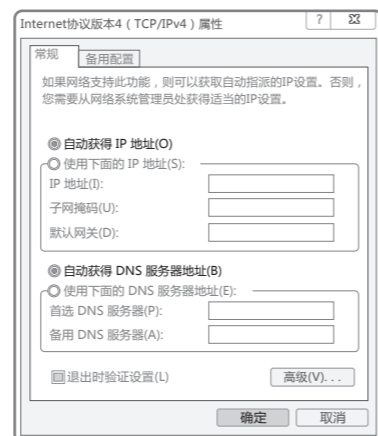 Internet协议版本4（TCP/IPv4）属性
常规 备用配置
如果网络支持此功能，则可以获取自动指派的IP设置。否则，
您需要从网络系统管理员处获得适当的IP设置。
自动获得 IP 地址(O)
使用下面的 IP 地址(S):
IP 地址(I):
子网掩码(U):
默认网关(D):
自动获得 DNS 服务器地址(B)
使用下面的 DNS 服务器地址(E):
首选 DNS 服务器(P):
备用 DNS 服务器(A):
退出时验证设置(L) 高级(V)...
确定 取消